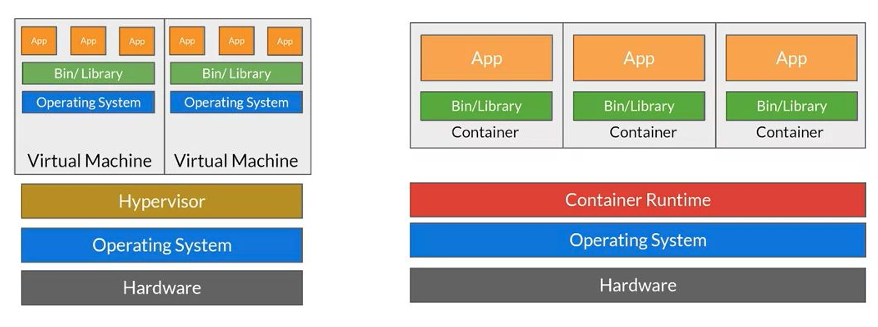 App App App App App App
Bin/ Library Bin/ Library
Operating System Operating System
Virtual Machine Virtual Machine
Hypervisor
Operating System
Hardware
App App App
Bin/Library Bin/Library Bin/Library
Container Container Container
Container Runtime
Operating System
Hardware